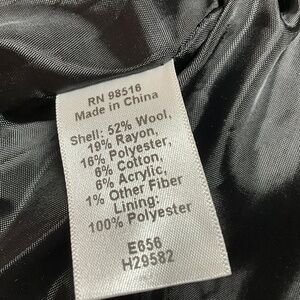 RN 98516
Made in China
Shell: 52% Wool,
19% Rayon,
16% Polyester,
6% Cotton,
6% Acrylic,
1% Other Fiber
Lining:
100% Polyester
E656
H29582